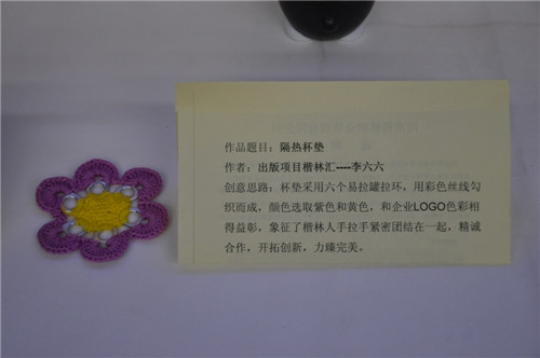 作品题目：隔热杯垫
作者：出版项目楷林汇----李六六
创意思路：杯垫采用六个易拉罐拉环，用彩色丝线勾
织而成，颜色选取紫色和黄色，和企业LOGO色彩相
得益彰，象征了楷林人手拉手紧密团结在一起，精诚
合作，开拓创新，力臻完美。